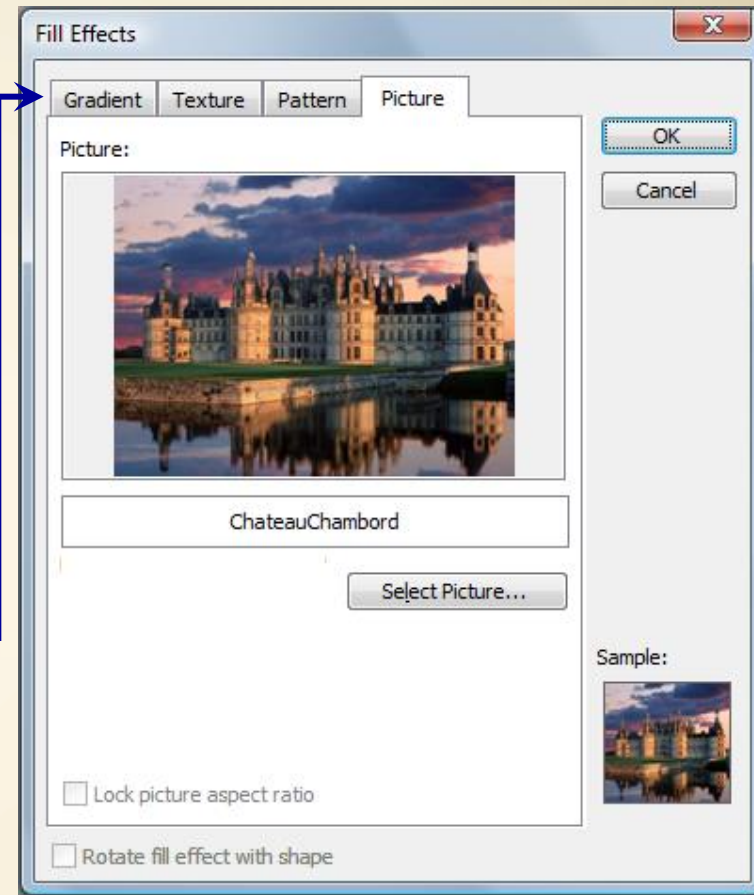 Fill Effects
Gradient Texture Pattern Picture
Picture:
OK
Cancel
ChateauChambord
Select Picture...
Sample:
Lock picture aspect ratio
Rotate fill effect with shape